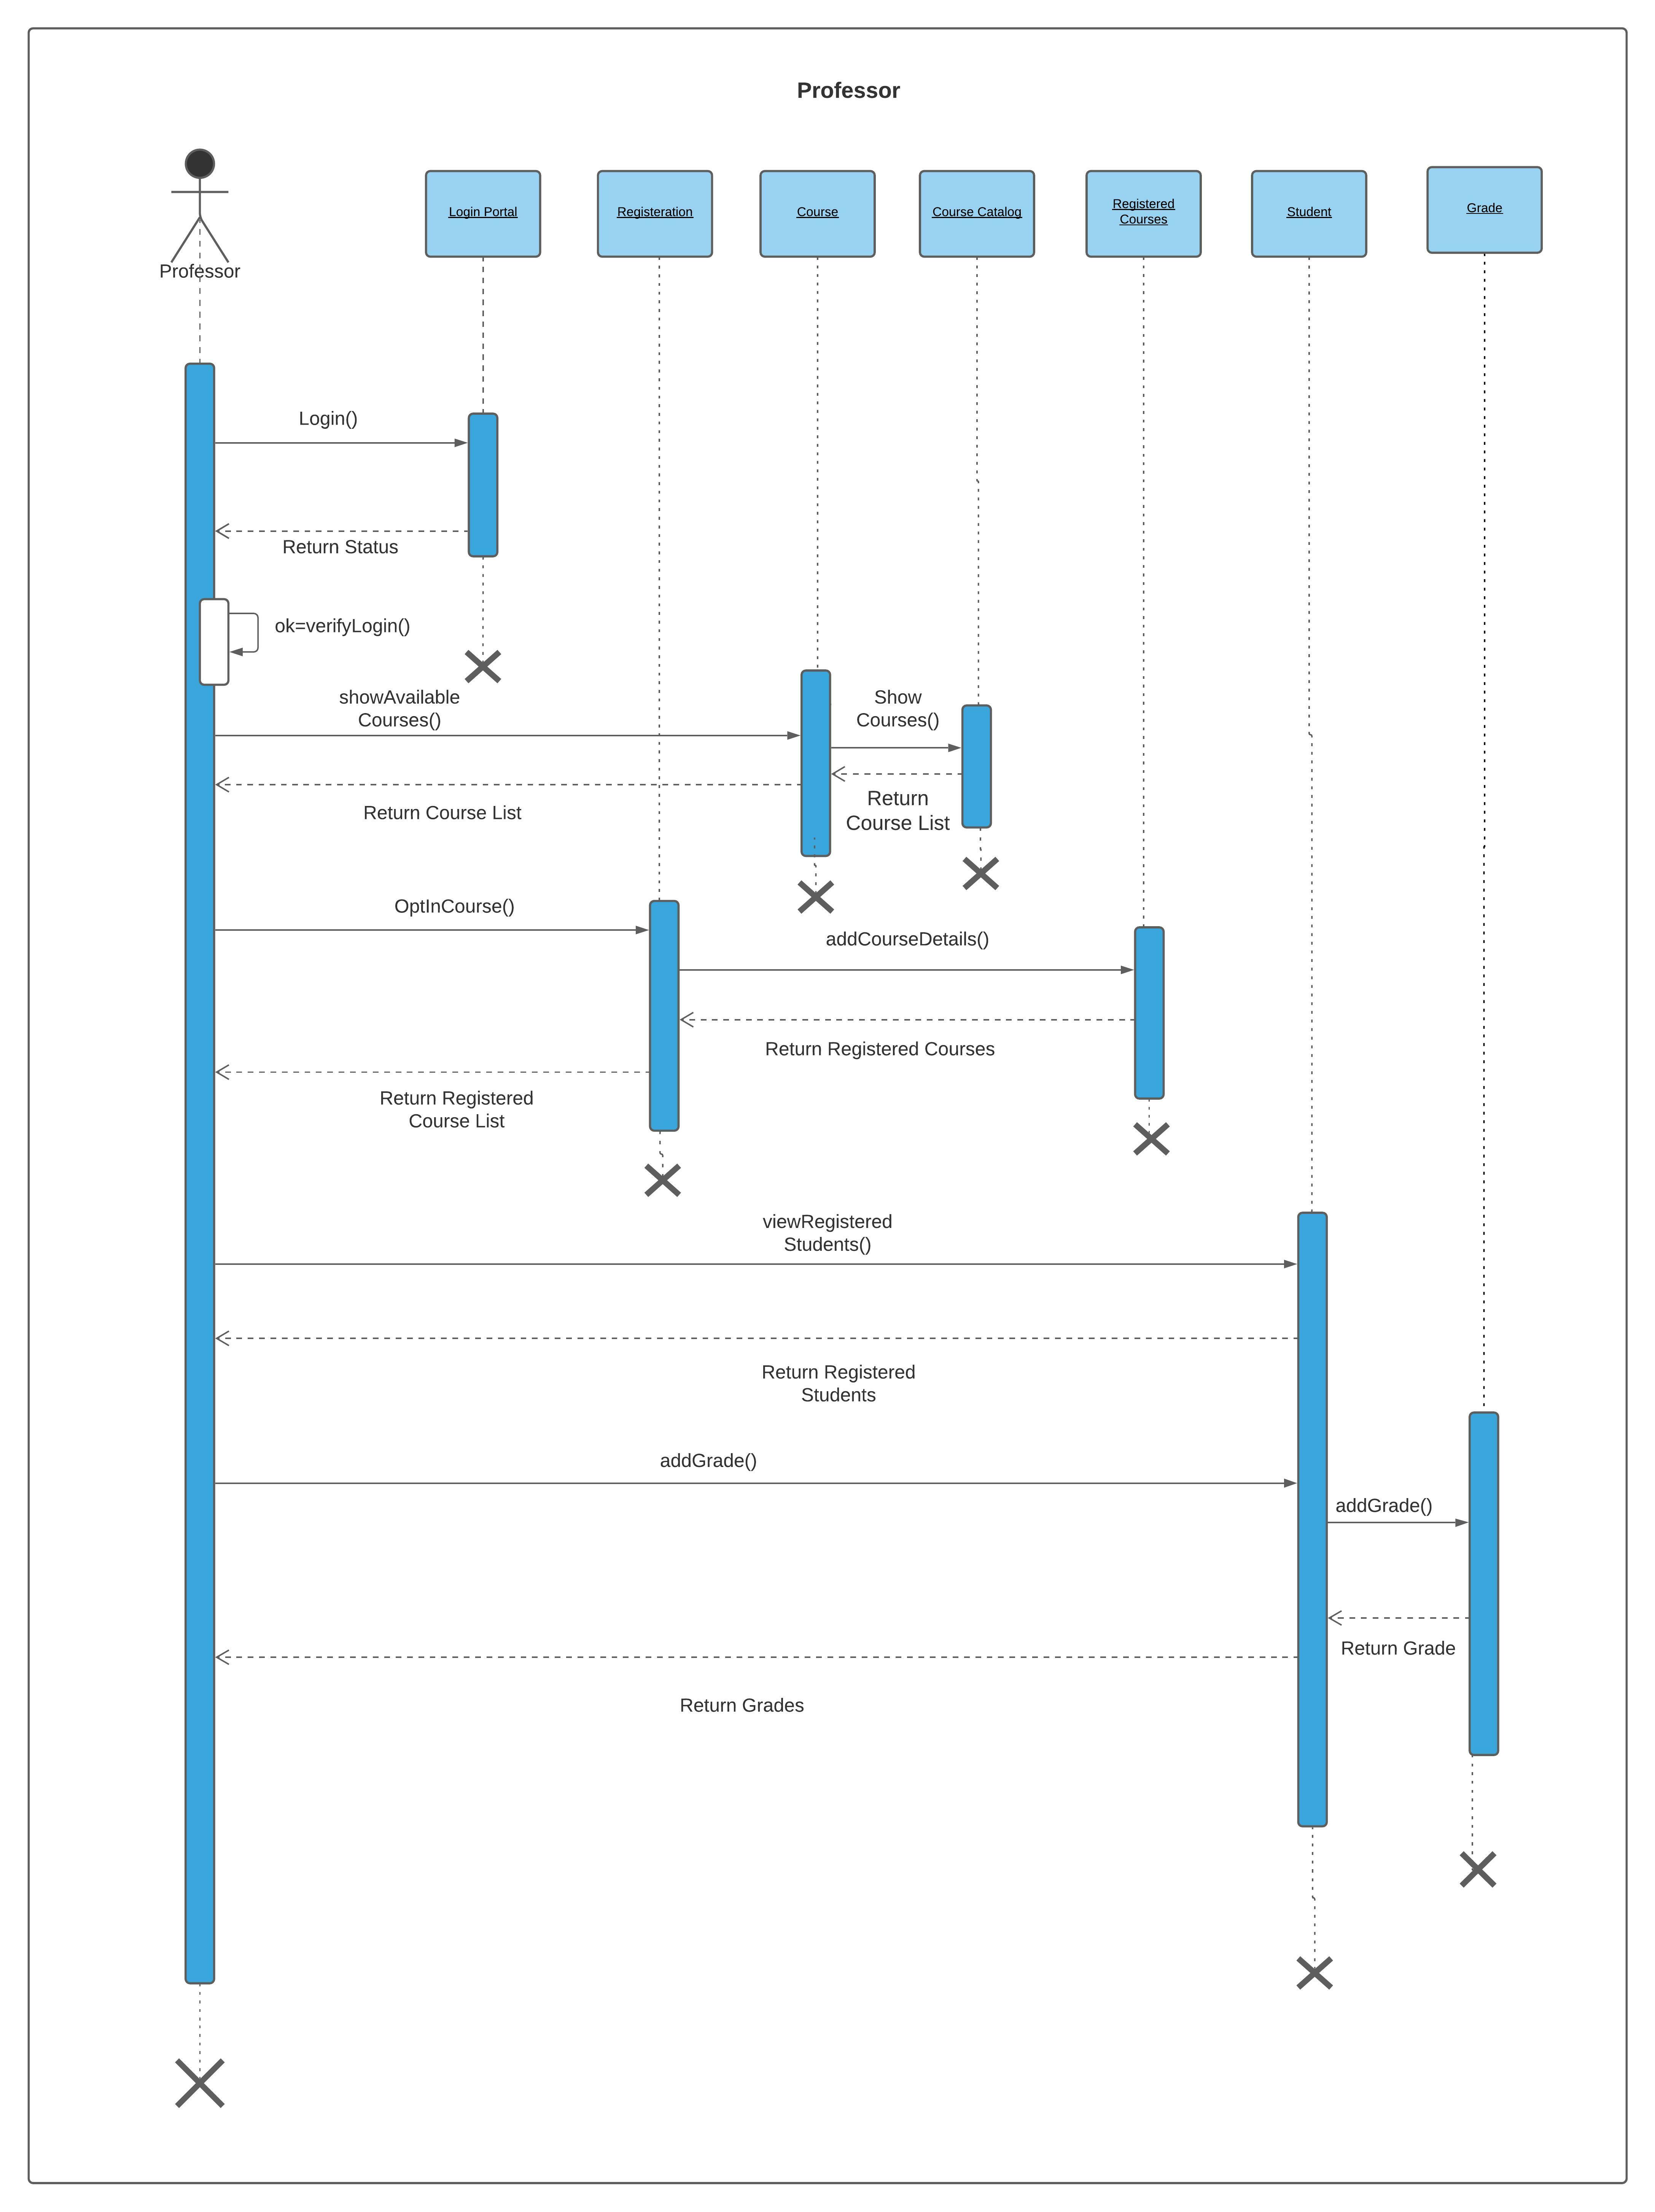 Professor
Login Portal
Registeration
Course
Course Catalog
Registered
Courses
Student
Grade
Professor
Login()
Return Status
ok=verifyLogin()
showAvailable
Courses()
Show
Courses()
Return Course List
Return
Course List
OptInCourse()
addCourseDetails()
Return Registered Courses
Return Registered
Course List
viewRegistered
Students()
Return Registered
Students
addGrade()
addGrade()
Return Grade
Return Grades